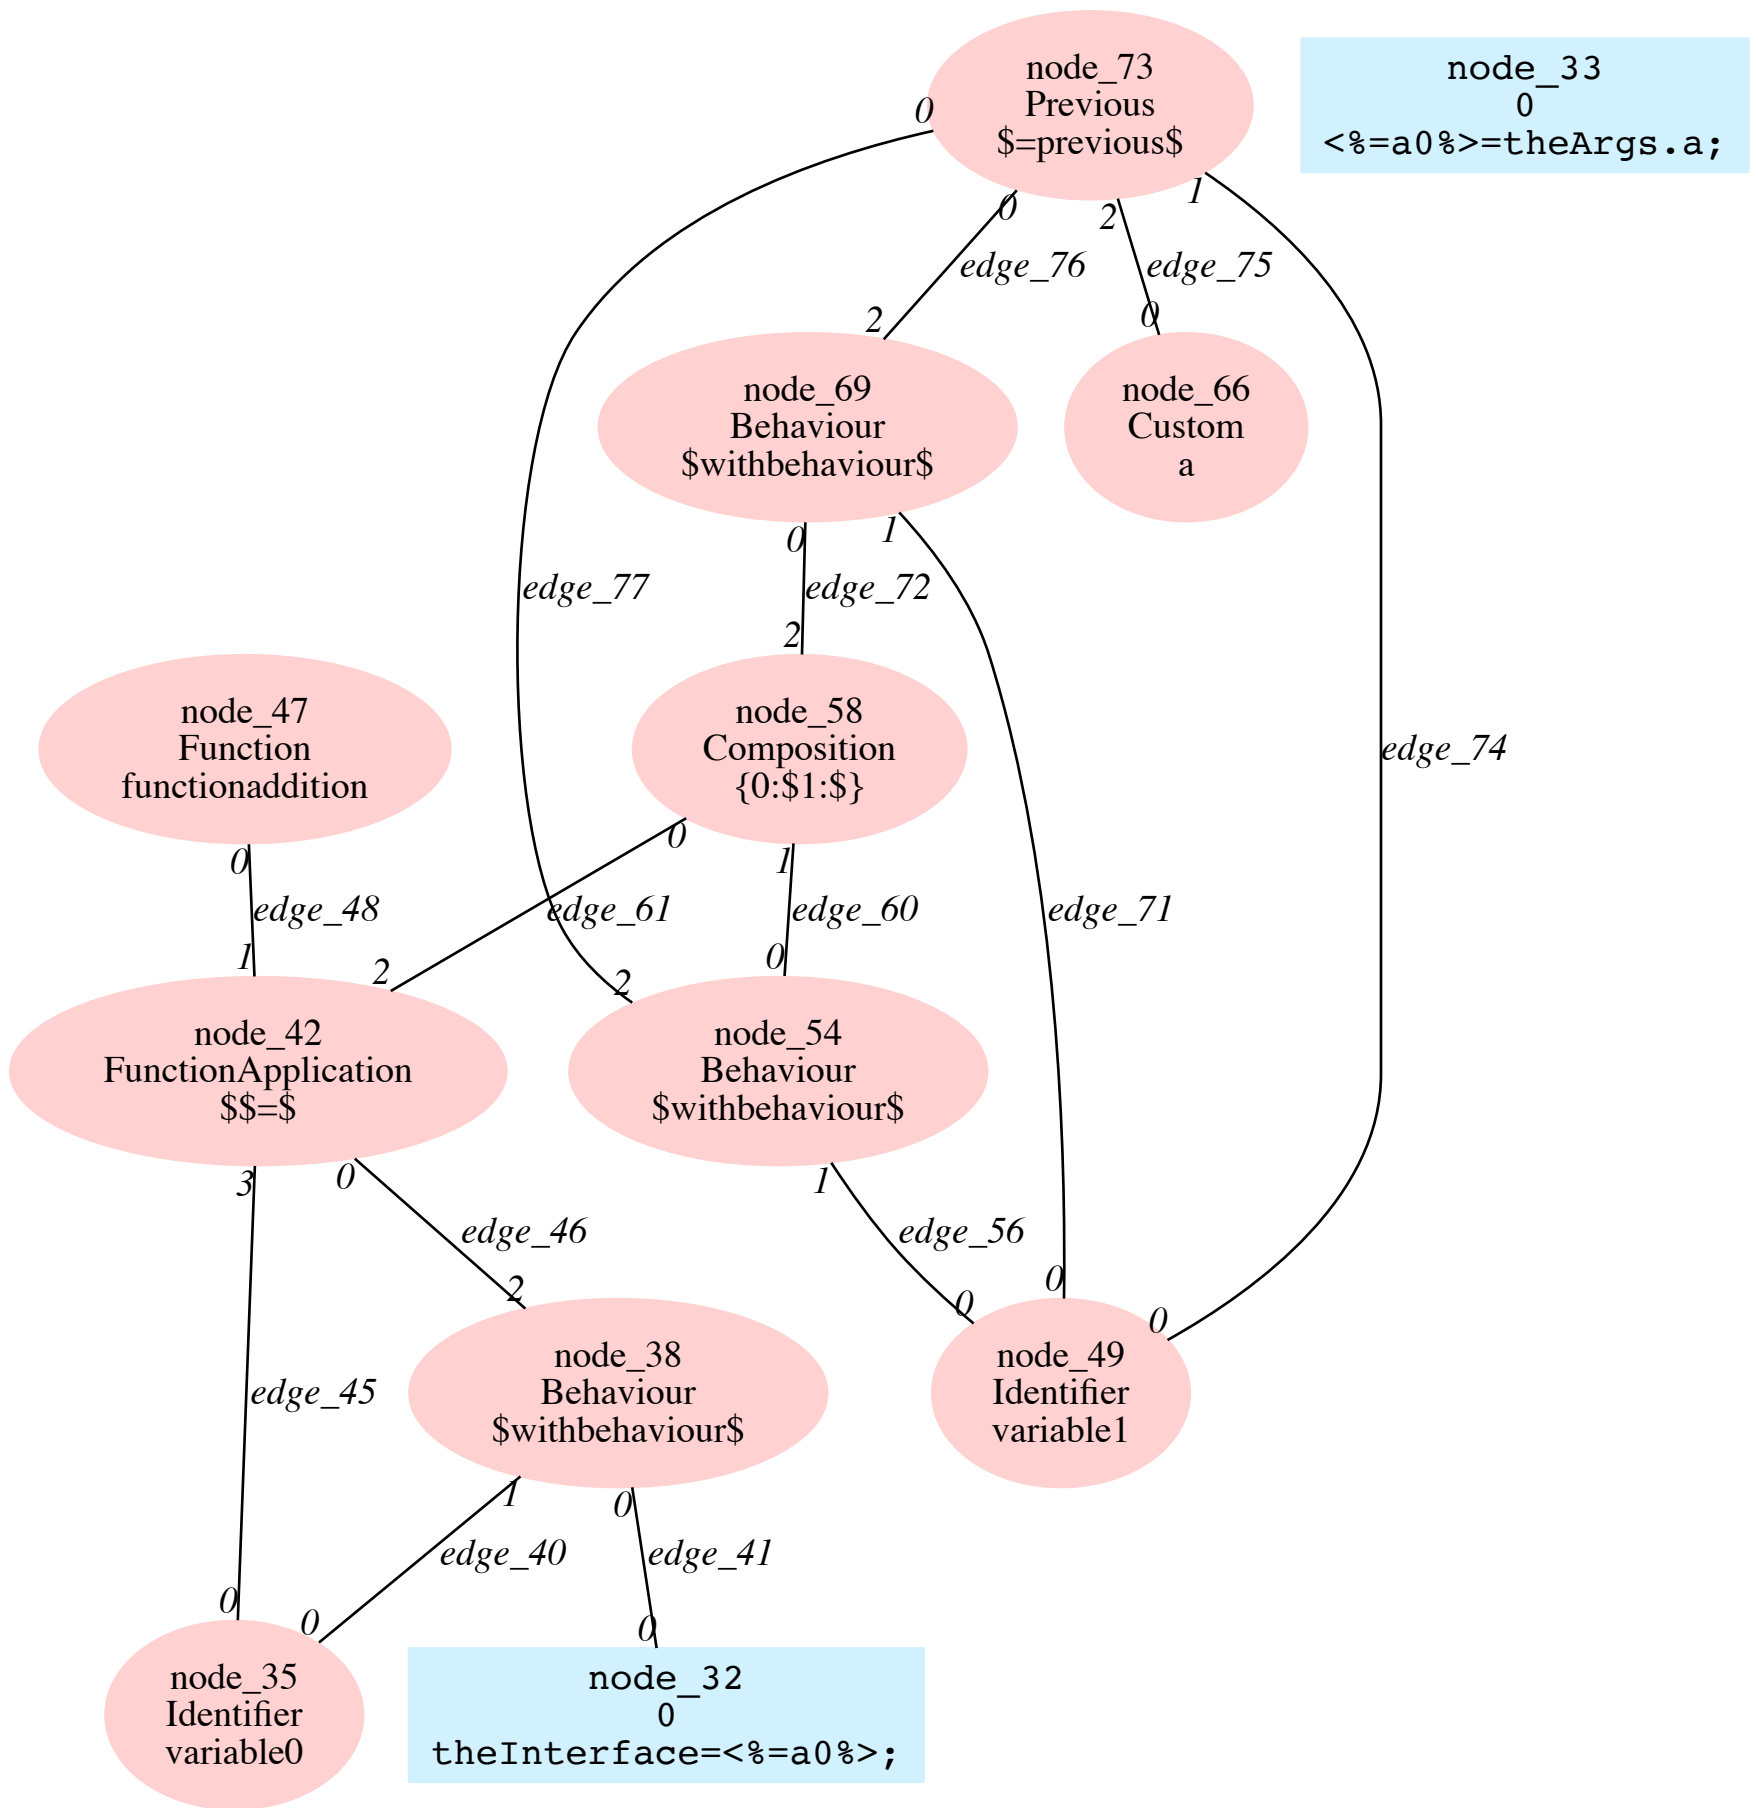 node_73
Previous
$=previous$
node_33
0
<%=a0%>=theArgs.a;
0
0
2
1
edge_76
edge_75
2
0
node_69
Behaviour
$withbehaviour$
node_66
Custom
a
0
1
edge_77
edge_72
2
node_47
Function
functionaddition
node_58
Composition
{0:$1:$}
edge_74
0
0
1
edge_48
edge_61
edge_60
edge_71
1
2
2
0
node_42
FunctionApplication
$$=$
node_54
Behaviour
$withbehaviour$
3
0
1
edge_46
edge_56
2
0
0
0
node_38
Behaviour
$withbehaviour$
node_49
Identifier
variable1
edge_45
1
0
edge_40
edge_41
0
0
0
node_35
Identifier
variable0
node_32
0
theInterface=<%=a0%>;